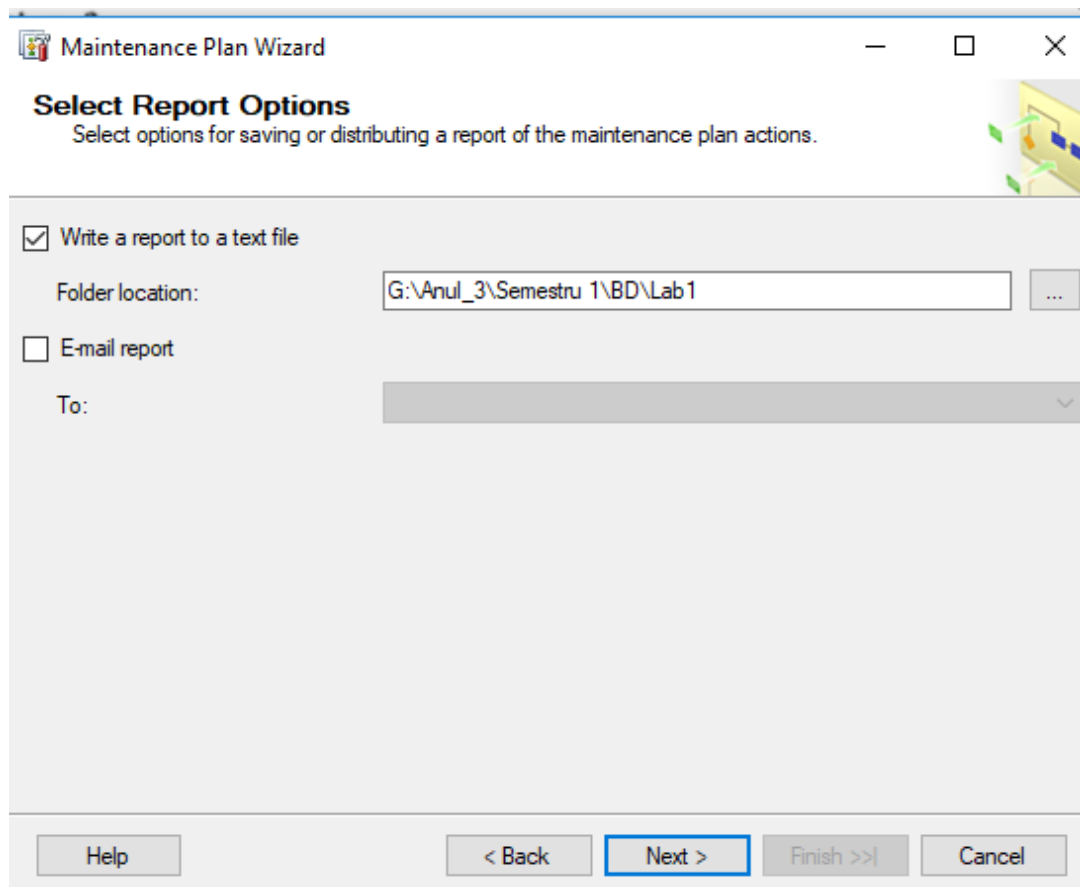 Maintenance Plan Wizard
Select Report Options
Select options for saving or distributing a report of the maintenance plan actions.
Write a report to a text file
Folder location:
G:\Anul_3\Semestru 1\BD\Lab1
...
E-mail report
To:
Help
< Back
Next >
Finish >>|
Cancel